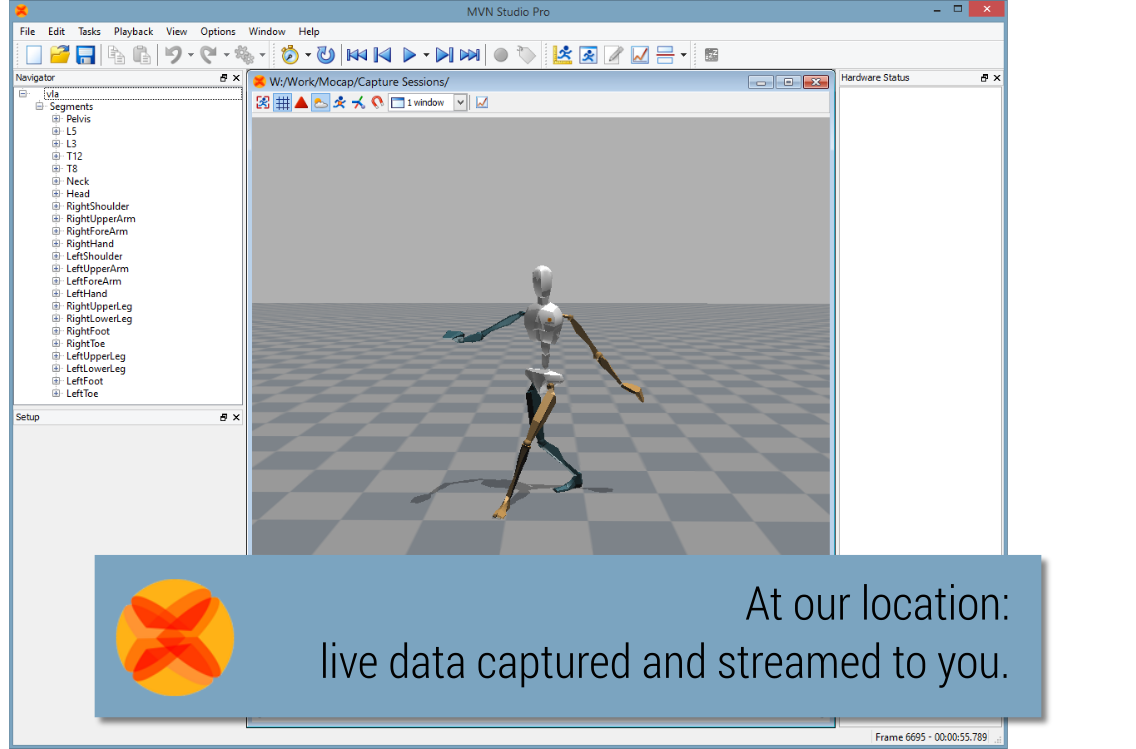 MVN Studio Pro
File Edit Tasks Playback View Options Window Help
Navigator
vla
Segments
Pelvis
L5
L3
T12
T8
Neck
Head
RightShoulder
RightUpperArm
RightForeArm
RightHand
LeftShoulder
LeftUpperArm
LeftForeArm
LeftHand
RightUpperLeg
RightLowerLeg
RightFoot
RightToe
LeftUpperLeg
LeftLowerLeg
LeftFoot
LeftToe
Setup
W:/Work/Mocap/Capture Sessions/
1 window
Hardware Status
At our location:
live data captured and streamed to you.
Frame 6695 - 00:00:55.789